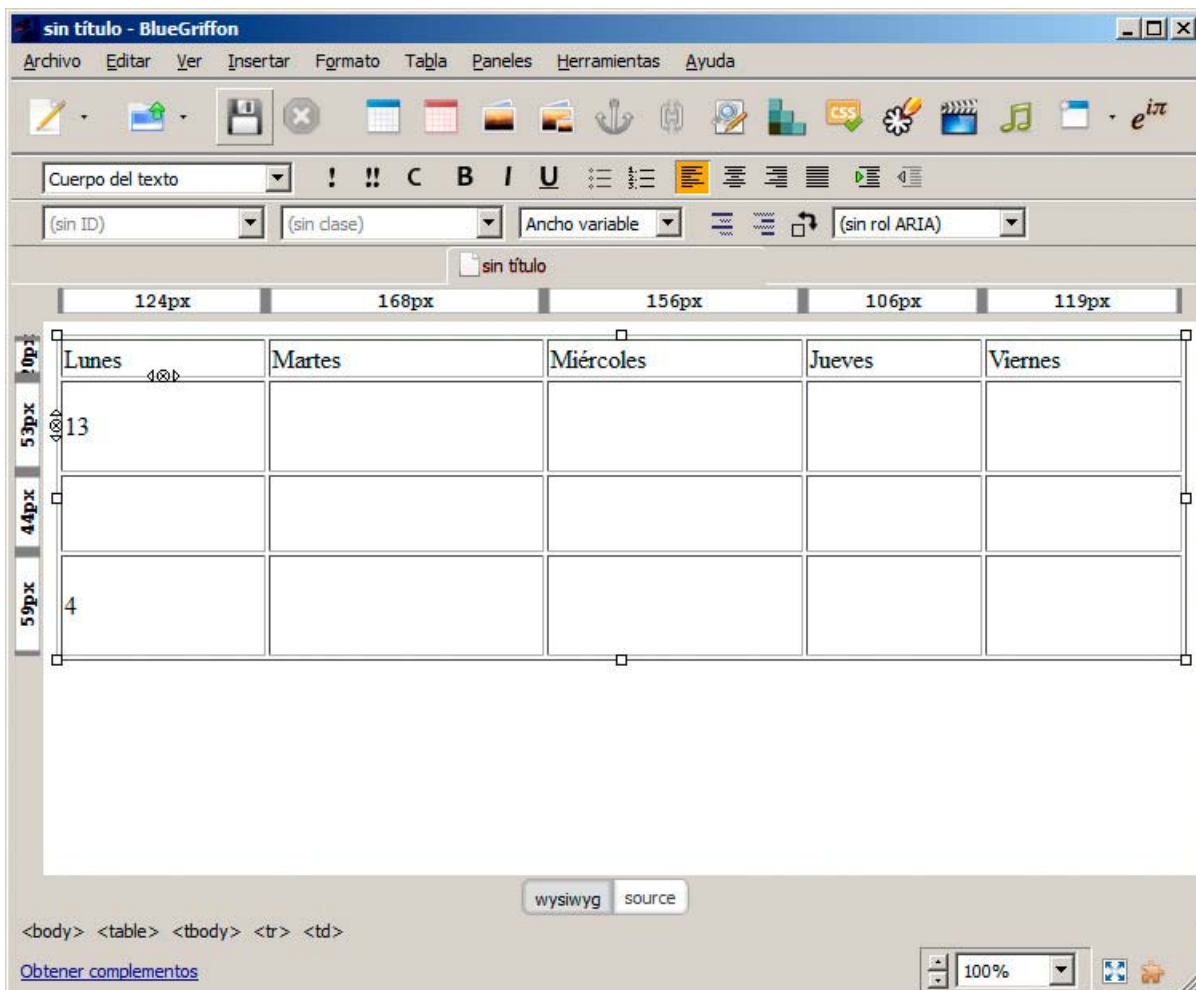 sin título - BlueGriffon
Archivo Editar Ver Insertar Formato Tabla Paneles Herramientas Ayuda
CSS eiπ
Cuerpo del texto ! !! C B I U
(sin ID) (sin clase) Ancho variable (sin rol ARIA)
sin título
124px 168px 156px 106px 119px
Lunes Martes Miércoles Jueves Viernes
53px 13
44px
59px 4
wysiwyg source
<body> <table> <tbody> <tr> <td>
Obtener complementos 100%